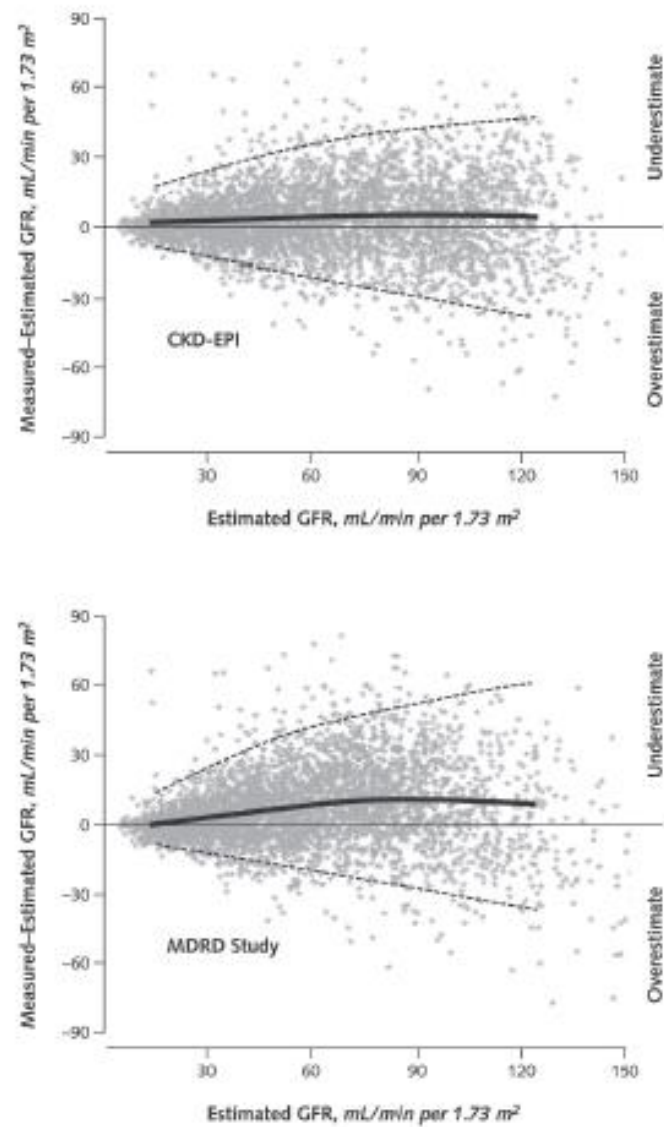 Measured–Estimated GFR, mL/min per 1.73 m²
90
60
30
0
–30
–60
–90
CKD-EPI
Underestimate
Overestimate
30 60 90 120 150
Estimated GFR, mL/min per 1.73 m²
Measured–Estimated GFR, mL/min per 1.73 m²
90
60
30
0
–30
–60
–90
MDRD Study
Underestimate
Overestimate
30 60 90 120 150
Estimated GFR, mL/min per 1.73 m²